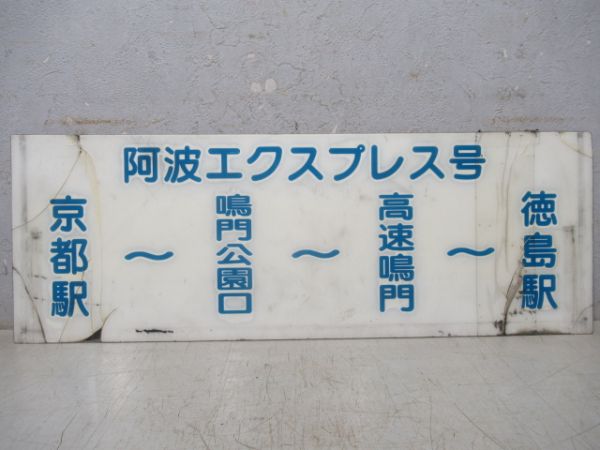 阿波エクスプレス号
京都駅
～
鳴門公園口
～
高速鳴門
～
徳島駅